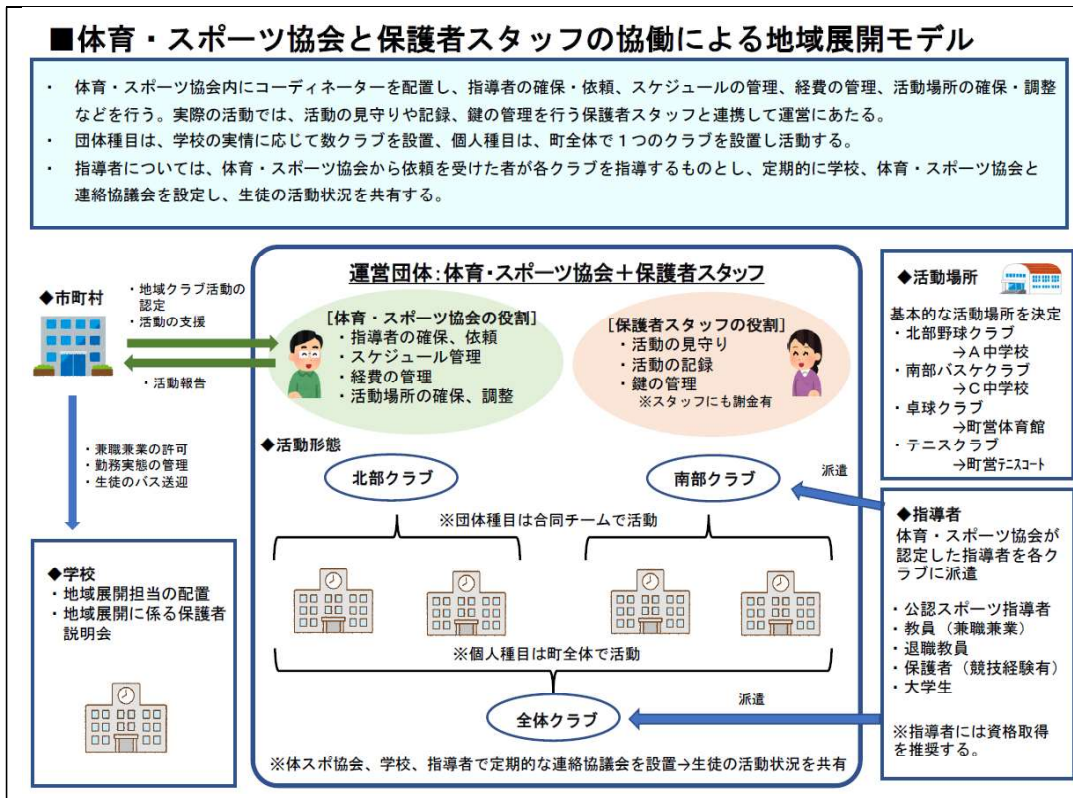 ■体育・スポーツ協会と保護者スタッフの協働による地域展開モデル
・ 体育・スポーツ協会内にコーディネーターを配置し、指導者の確保・依頼、スケジュールの管理、経費の管理、活動場所の確保・調整
などを行う。実際の活動では、活動の見守りや記録、鍵の管理を行う保護者スタッフと連携して運営にあたる。
・ 団体種目は、学校の実情に応じて数クラブを設置、個人種目は、町全体で１つのクラブを設置し活動する。
・ 指導者については、体育・スポーツ協会から依頼を受けた者が各クラブを指導するものとし、定期的に学校、体育・スポーツ協会と
連絡協議会を設定し、生徒の活動状況を共有する。
◆市町村
・地域クラブ活動の
認定
・活動の支援
・活動報告
・兼職兼業の許可
・勤務実態の管理
・生徒のバス送迎
◆学校
・地域展開担当の配置
・地域展開に係る保護者
説明会
運営団体：体育・スポーツ協会＋保護者スタッフ
[体育・スポーツ協会の役割]
・指導者の確保、依頼
・スケジュール管理
・経費の管理
・活動場所の確保、調整
[保護者スタッフの役割]
・活動の見守り
・活動の記録
・鍵の管理
※スタッフにも謝金有
◆活動形態
北部クラブ
南部クラブ
※団体種目は合同チームで活動
※個人種目は町全体で活動
全体クラブ
※体スポ協会、学校、指導者で定期的な連絡協議会を設置→生徒の活動状況を共有
派遣
派遣
◆活動場所
基本的な活動場所を決定
・北部野球クラブ
→Ａ中学校
・南部バスケクラブ
→Ｃ中学校
・卓球クラブ
→町営体育館
・テニスクラブ
→町営ﾃﾆｽｺｰﾄ
◆指導者
体育・スポーツ協会が
認定した指導者を各ク
ラブに派遣
・公認スポーツ指導者
・教員（兼職兼業）
・退職教員
・保護者（競技経験有）
・大学生
※指導者には資格取得
を推奨する。